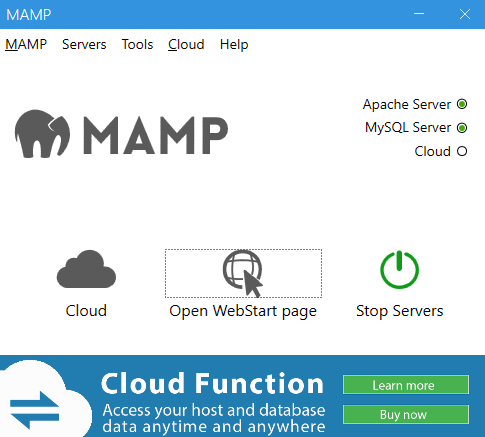 MAMP
MAMP Servers Tools Cloud Help
MAMP
Apache Server
MySQL Server
Cloud
Cloud
Open WebStart page
Stop Servers
Cloud Function
Access your host and database
data anytime and anywhere
Learn more
Buy now